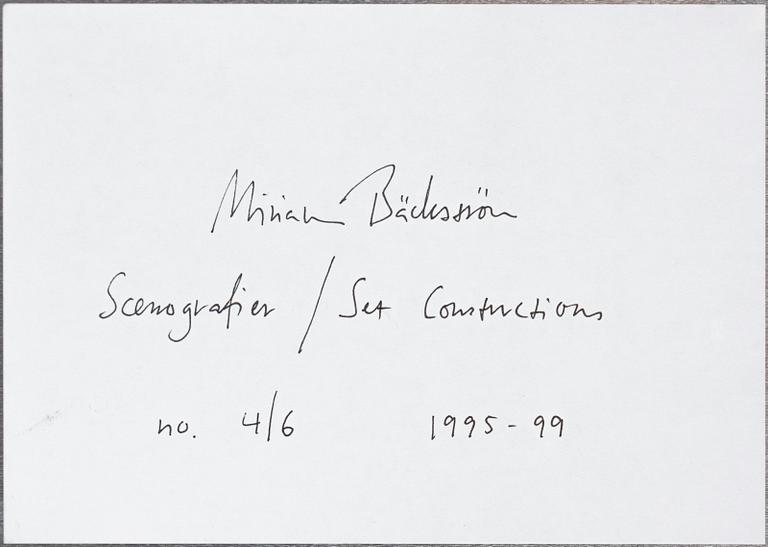 Miriam Bäckström
Scenografier / Set Constructions
no. 4/6 1995-99